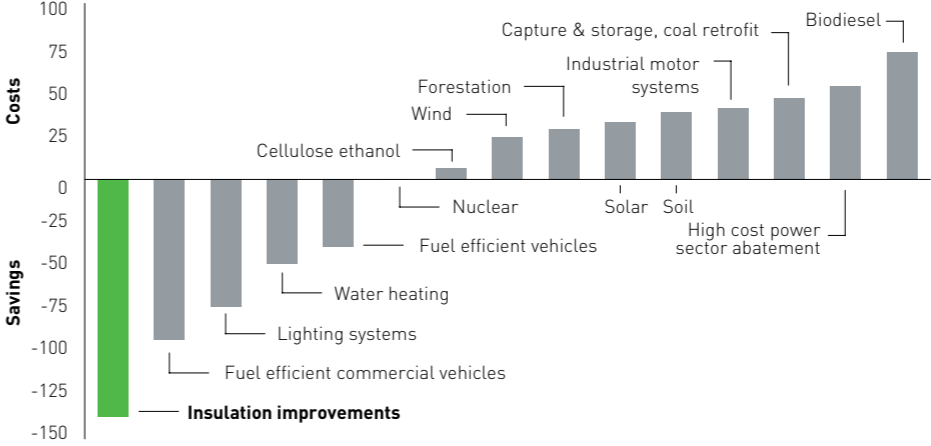 100
75
50
25
0
-25
-50
-75
-100
-125
-150
Costs
Savings
Biodiesel
Capture & storage, coal retrofit
Industrial motor
systems
Forestation
Wind
Cellulose ethanol
Nuclear
Solar
Soil
High cost power
sector abatement
Fuel efficient vehicles
Water heating
Lighting systems
Fuel efficient commercial vehicles
Insulation improvements